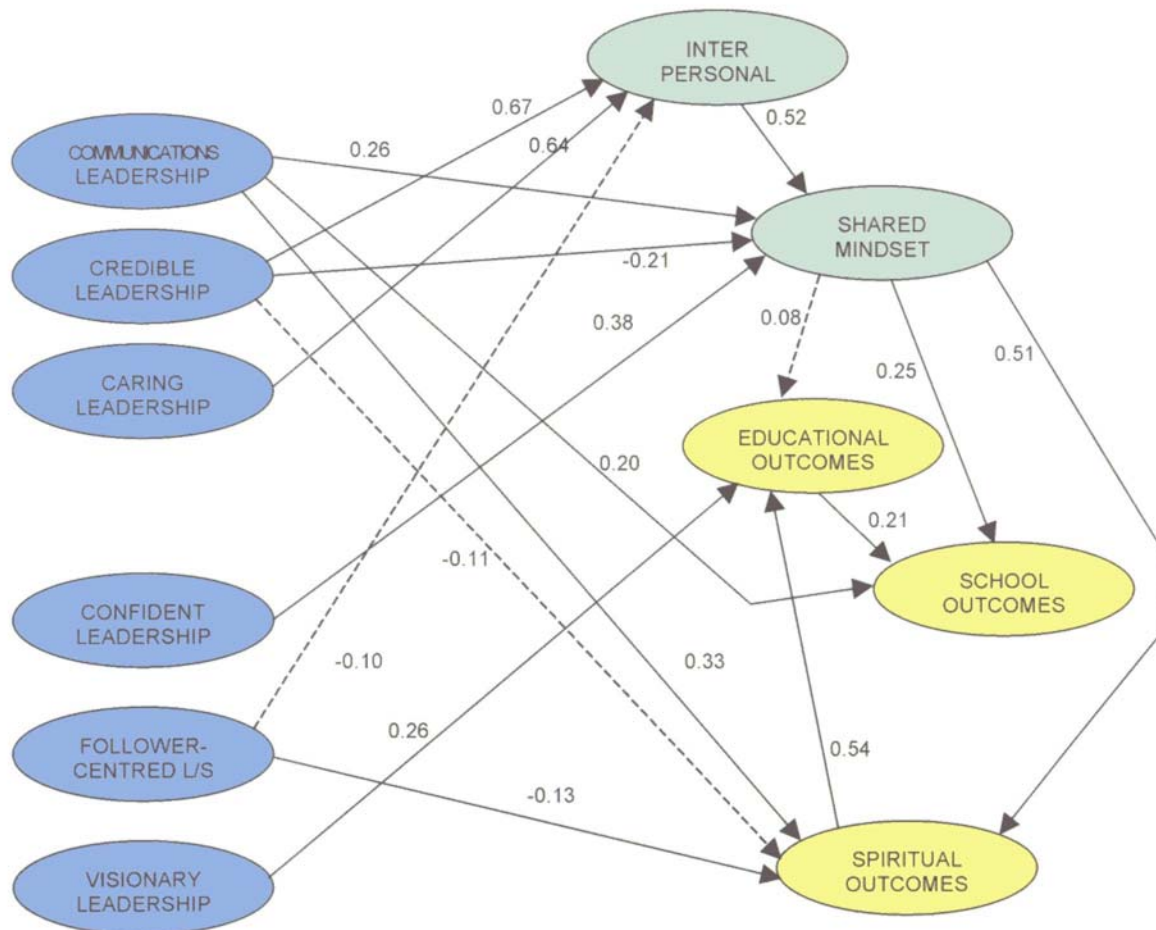 INTER
PERSONAL
0.67
0.52
COMMUNICATIONS
LEADERSHIP
0.26
0.64
SHARED
MINDSET
CREDIBLE
LEADERSHIP
-0.21
0.38
0.08
0.51
CARING
LEADERSHIP
0.25
EDUCATIONAL
OUTCOMES
0.20
0.21
-0.11
SCHOOL
OUTCOMES
CONFIDENT
LEADERSHIP
-0.10
0.33
FOLLOWER-
CENTRED L/S
0.26
0.54
-0.13
VISIONARY
LEADERSHIP
SPIRITUAL
OUTCOMES